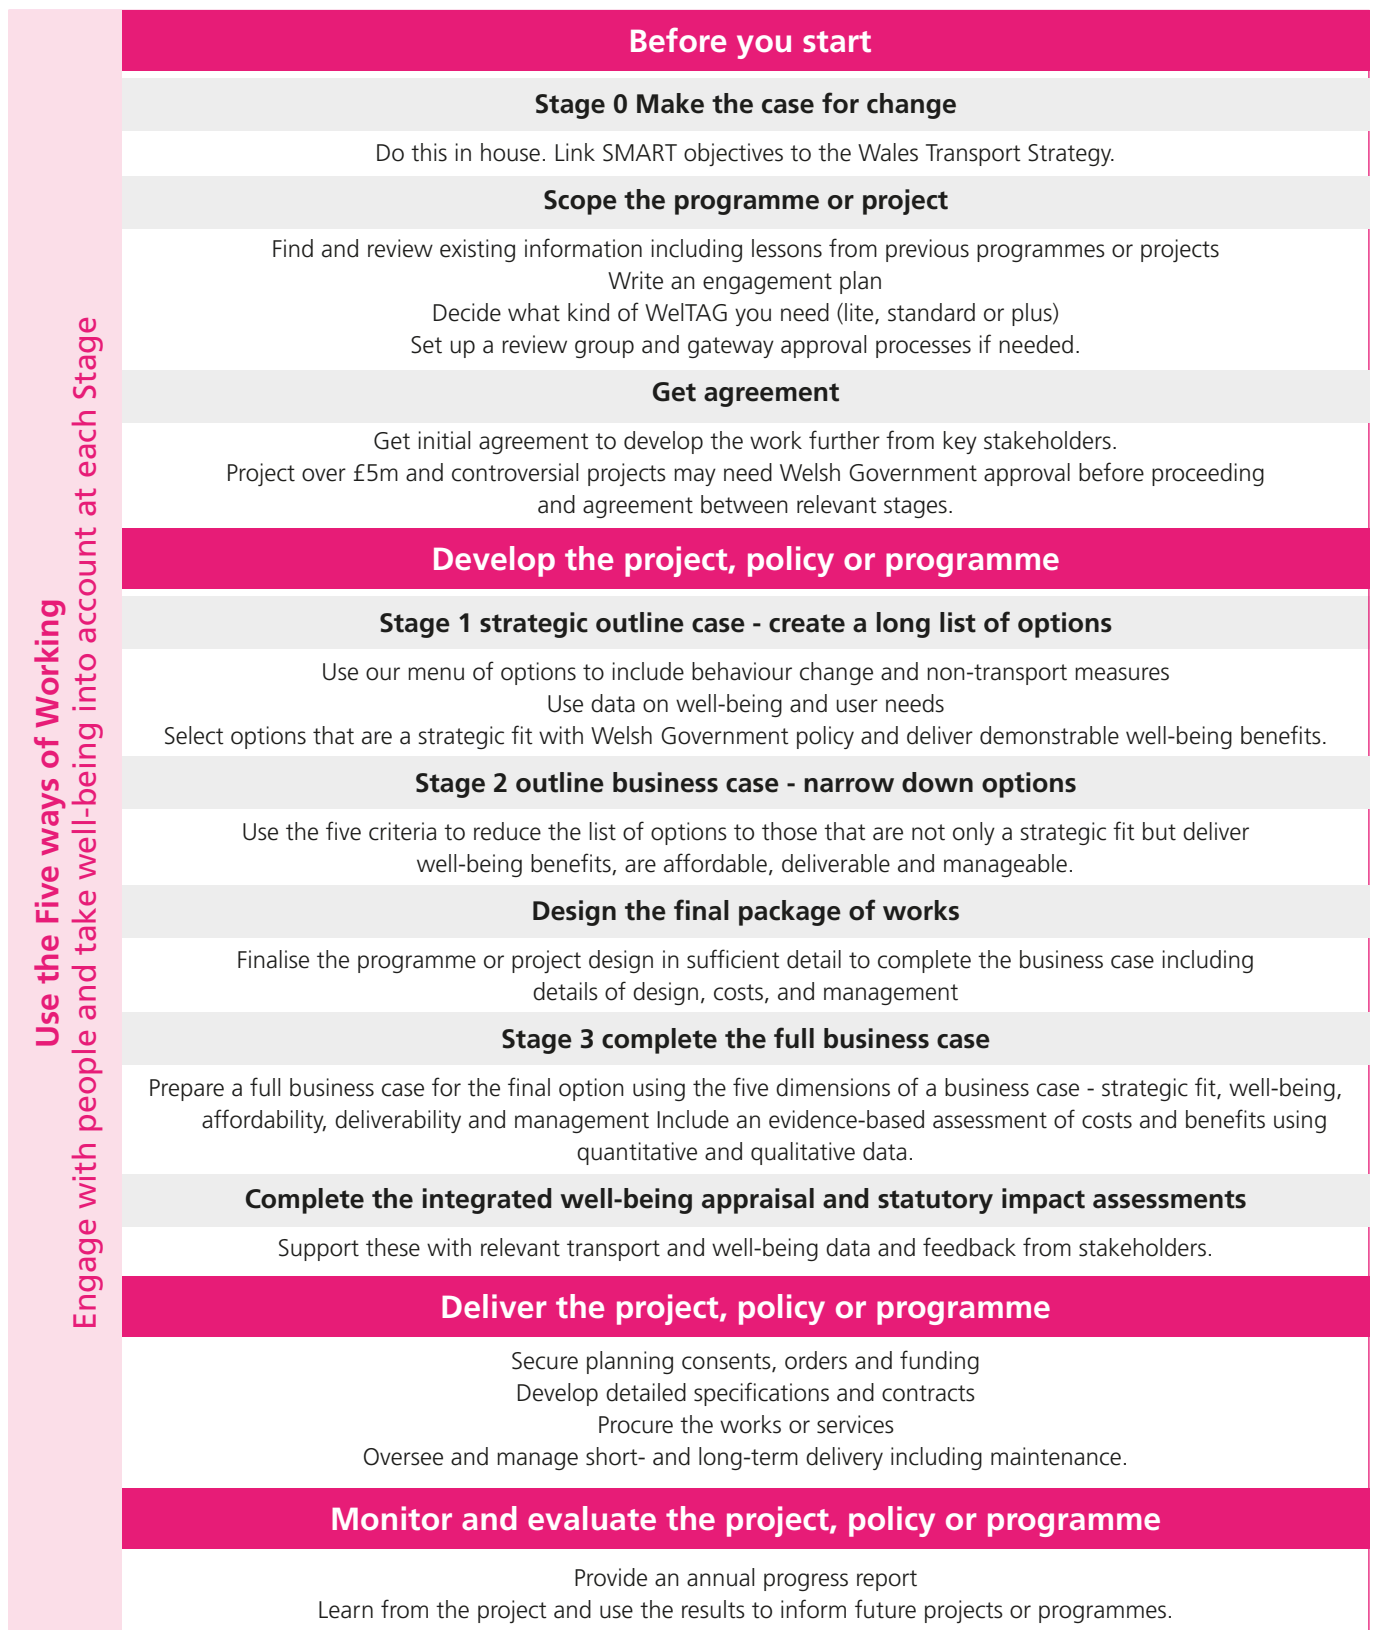 Use the Five ways of Working
Engage with people and take well-being into account at each Stage
Before you start
Stage 0 Make the case for change
Do this in house. Link SMART objectives to the Wales Transport Strategy.
Scope the programme or project
Find and review existing information including lessons from previous programmes or projects
Write an engagement plan
Decide what kind of WelTAG you need (lite, standard or plus)
Set up a review group and gateway approval processes if needed.
Get agreement
Get initial agreement to develop the work further from key stakeholders.
Project over £5m and controversial projects may need Welsh Government approval before proceeding
and agreement between relevant stages.
Develop the project, policy or programme
Stage 1 strategic outline case - create a long list of options
Use our menu of options to include behaviour change and non-transport measures
Use data on well-being and user needs
Select options that are a strategic fit with Welsh Government policy and deliver demonstrable well-being benefits.
Stage 2 outline business case - narrow down options
Use the five criteria to reduce the list of options to those that are not only a strategic fit but deliver
well-being benefits, are affordable, deliverable and manageable.
Design the final package of works
Finalise the programme or project design in sufficient detail to complete the business case including
details of design, costs, and management
Stage 3 complete the full business case
Prepare a full business case for the final option using the five dimensions of a business case - strategic fit, well-being,
affordability, deliverability and management Include an evidence-based assessment of costs and benefits using
quantitative and qualitative data.
Complete the integrated well-being appraisal and statutory impact assessments
Support these with relevant transport and well-being data and feedback from stakeholders.
Deliver the project, policy or programme
Secure planning consents, orders and funding
Develop detailed specifications and contracts
Procure the works or services
Oversee and manage short- and long-term delivery including maintenance.
Monitor and evaluate the project, policy or programme
Provide an annual progress report
Learn from the project and use the results to inform future projects or programmes.